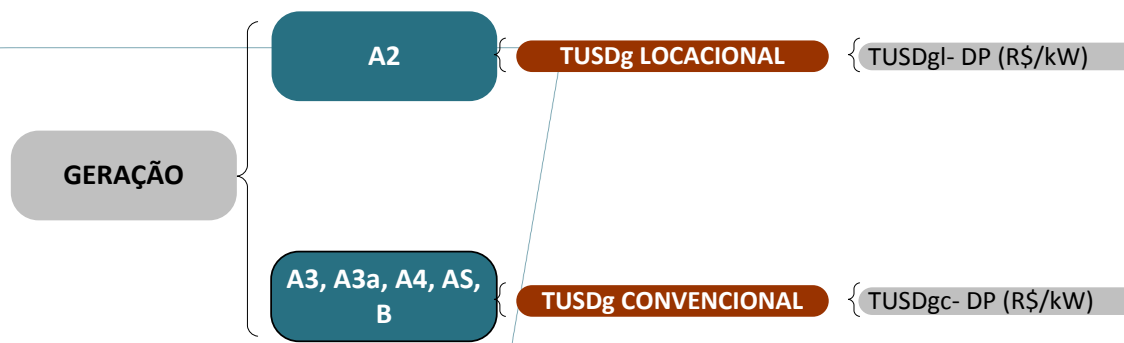 A2
TUSDg LOCACIONAL
TUSDgl- DP (R$/kW)
GERAÇÃO
A3, A3a, A4, AS,
B
TUSDg CONVENCIONAL
TUSDgc- DP (R$/kW)